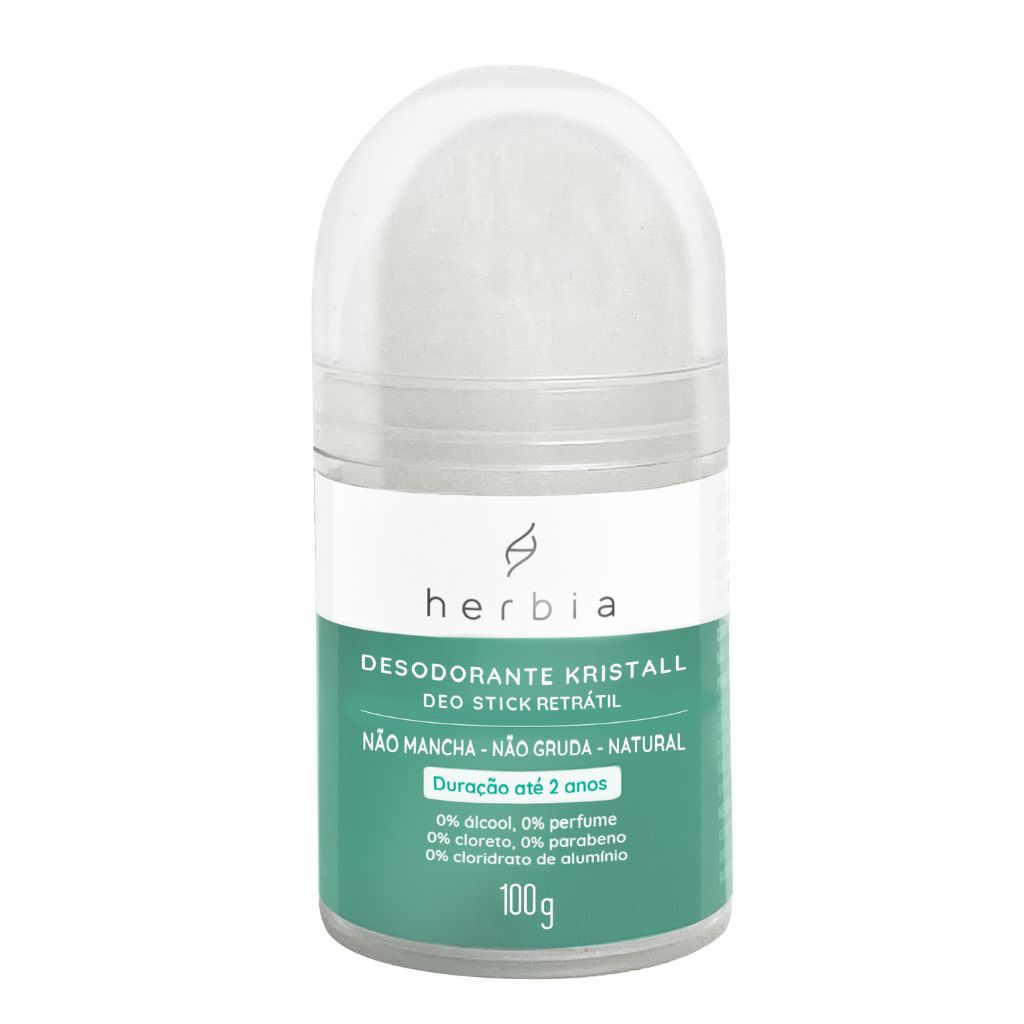 herbia
DESODORANTE KRISTALL
DEO STICK RETRÁTIL
NÃO MANCHA - NÃO GRUDA - NATURAL
Duração até 2 anos
0% álcool, 0% perfume
0% cloreto, 0% parabeno
0% cloridrato de alumínio
100g